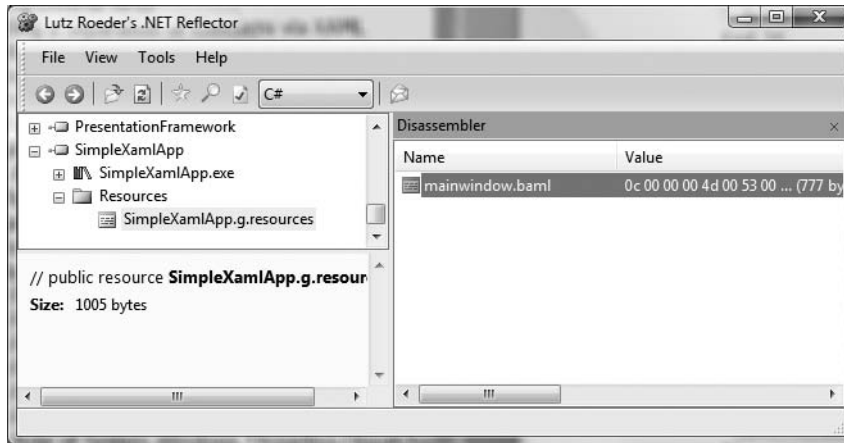 Lutz Roeder's .NET Reflector
File View Tools Help
C#
PresentationFramework
SimpleXamlApp
SimpleXamlApp.exe
Resources
SimpleXamlApp.g.resources
// public resource SimpleXamlApp.g.resour
Size: 1005 bytes
Disassembler
Name Value
mainwindow.baml 0c 00 00 00 4d 00 53 00 ... (777 by